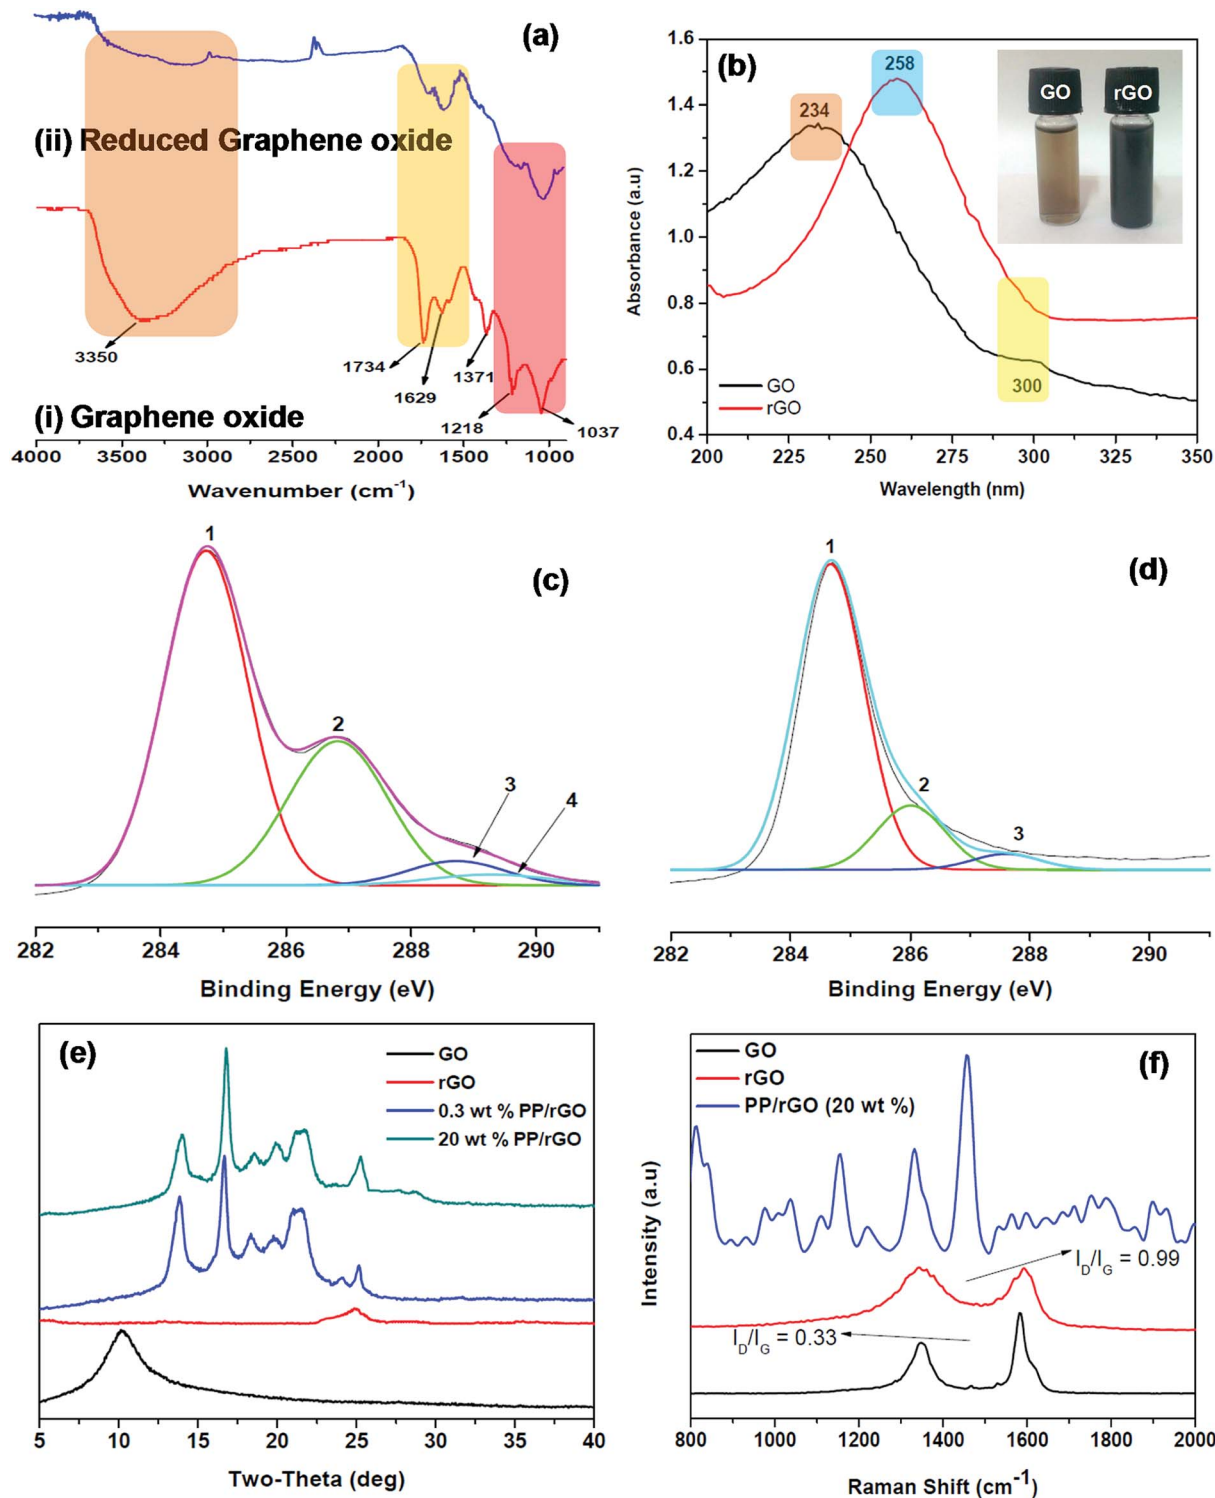 (a)
(ii) Reduced Graphene oxide
3350
1734
1629
1371
1218
1037
(i) Graphene oxide
4000 3500 3000 2500 2000 1500 1000
Wavenumber (cm-1)
(b)
234
258
300
GO rGO
1.6
1.4
1.2
1.0
0.8
0.6
0.4
Absorbance (a.u)
GO
rGO
200 225 250 275 300 325 350
Wavelength (nm)
(c)
1
2
3
4
282 284 286 288 290
Binding Energy (eV)
(d)
1
2
3
282 284 286 288 290
Binding Energy (eV)
(e)
GO
rGO
0.3 wt % PP/rGO
20 wt % PP/rGO
5 10 15 20 25 30 35 40
Two-Theta (deg)
(f)
GO
rGO
PP/rGO (20 wt %)
Intensity (a.u)
ID/IG = 0.99
ID/IG = 0.33
800 1000 1200 1400 1600 1800 2000
Raman Shift (cm-1)